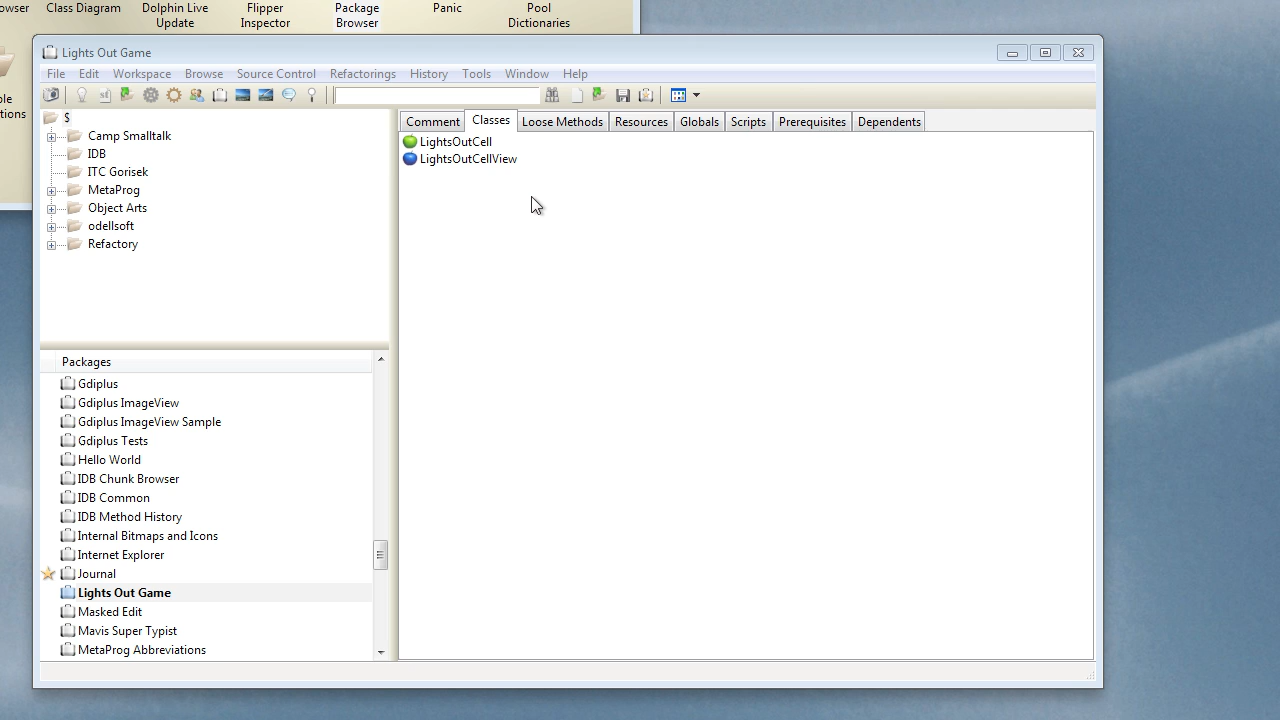 owser
Class Diagram
Dolphin Live
Update
Flipper
Inspector
Package
Browser
Panic
Pool
Dictionaries
ple
tions
Lights Out Game
File Edit Workspace Browse Source Control Refactorings History Tools Window Help
$
Camp Smalltalk
IDB
ITC Gorisek
MetaProg
Object Arts
odellsoft
Refactory
Comment Classes Loose Methods Resources Globals Scripts Prerequisites Dependents
LightsOutCell
LightsOutCellView
Packages
Gdiplus
Gdiplus ImageView
Gdiplus ImageView Sample
Gdiplus Tests
Hello World
IDB Chunk Browser
IDB Common
IDB Method History
Internal Bitmaps and Icons
Internet Explorer
Journal
Lights Out Game
Masked Edit
Mavis Super Typist
MetaProg Abbreviations